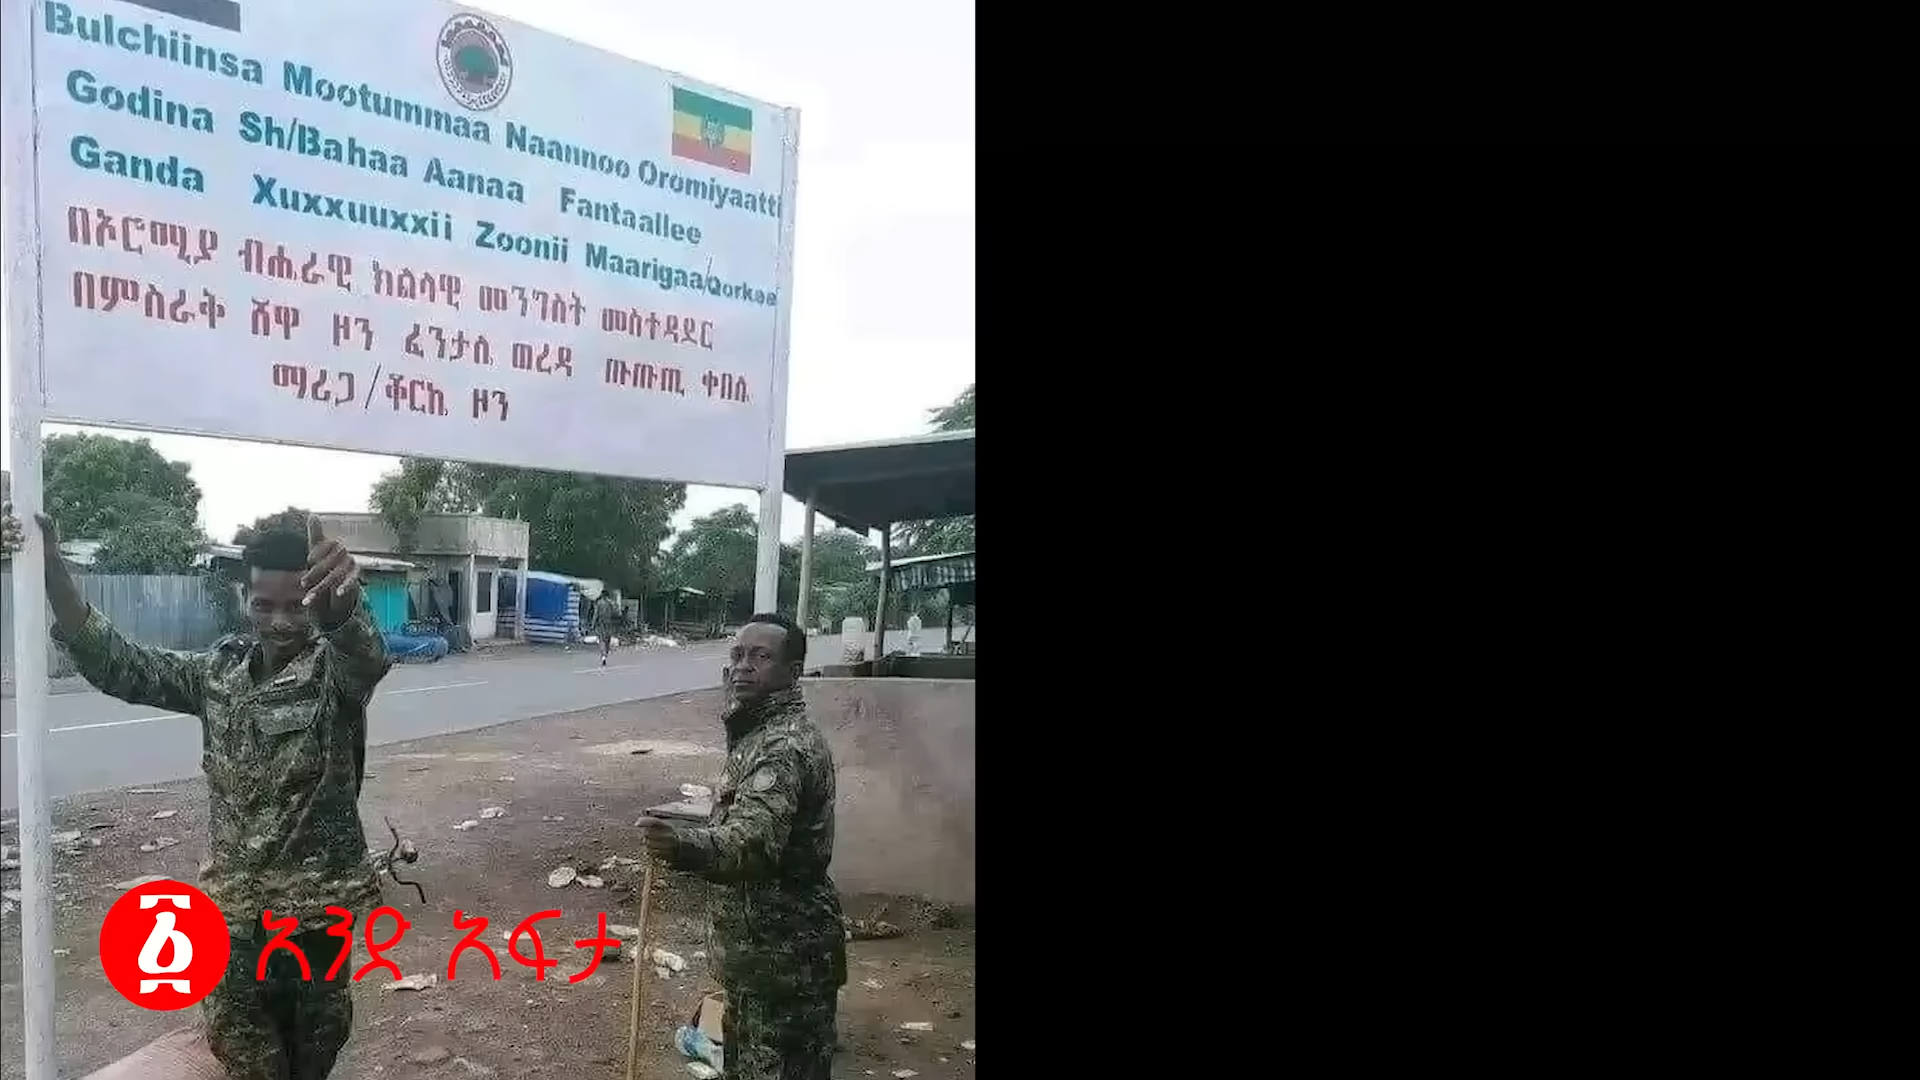 Bulchiinsa Mootummaa Naannoo Oromiyaatti
Godina Sh/Bahaa Aanaa Fantaallee
Ganda Xuxxuuxxii Zoonii Maarigaa/Qorkee
በኦሮሚያ ብሔራዊ ክልላዊ መንግስት መስተዳደር
በምስራቅ ሸዋ ዞን ፈንታሌ ወረዳ ጡጡጢ ቀበሌ
ማሪጋ/ቆርኬ ዞን
አንድ አፍታ